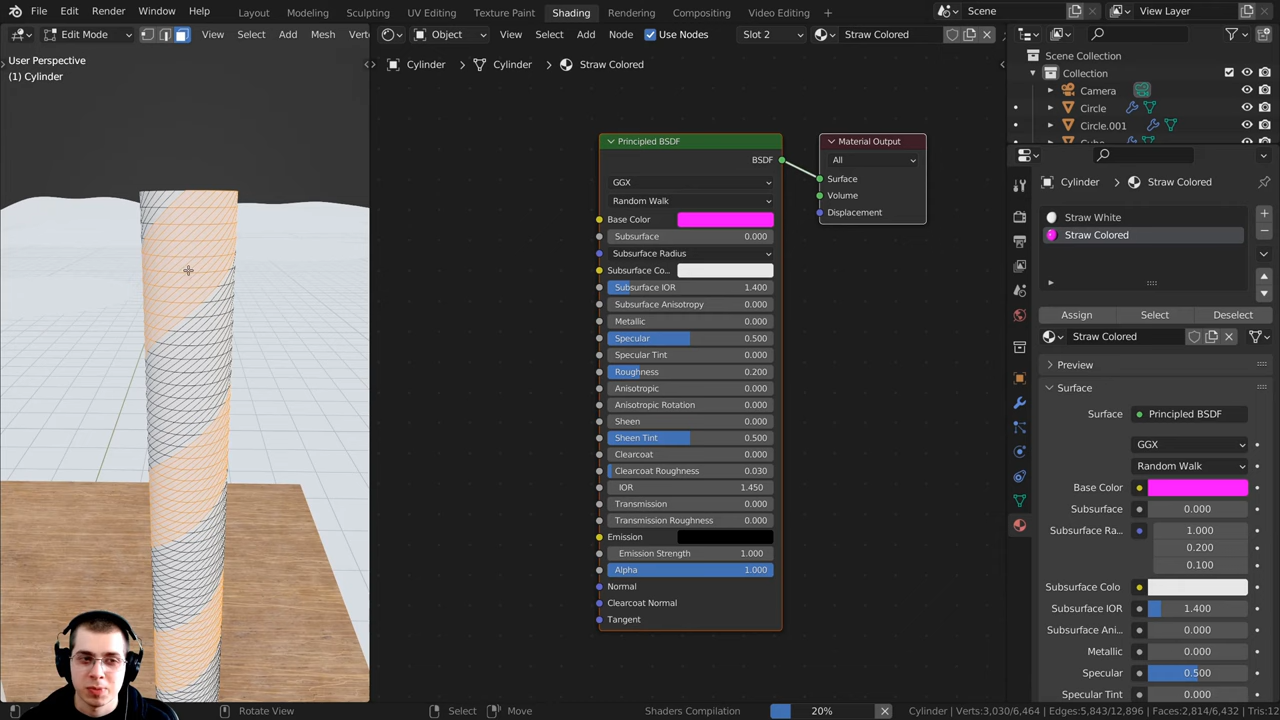 File Edit Render Window Help Layout Modeling Sculpting UV Editing Texture Paint Shading Rendering Compositing Video Editing Scene View Layer
Edit Mode View Select Add Mesh Object View Select Add Node Use Nodes Slot 2 Straw Colored
User Perspective
(1) Cylinder
Cylinder Cylinder Straw Colored
Principled BSDF
BSDF
GGX
Random Walk
Base Color
Subsurface 0.000
Subsurface Radius
Subsurface Co...
Subsurface IOR 1.400
Subsurface Anisotropy 0.000
Metallic 0.000
Specular 0.500
Specular Tint 0.000
Roughness 0.200
Anisotropic 0.000
Anisotropic Rotation 0.000
Sheen 0.000
Sheen Tint 0.500
Clearcoat 0.000
Clearcoat Roughness 0.030
IOR 1.450
Transmission 0.000
Transmission Roughness 0.000
Emission
Emission Strength 1.000
Alpha 1.000
Normal
Clearcoat Normal
Tangent
Material Output
All
Surface
Volume
Displacement
Scene Collection
Collection
Camera
Circle
Circle.001
Cylinder Straw Colored
Straw White
Straw Colored
Assign Select Deselect
Straw Colored
Preview
Surface
Surface Principled BSDF
GGX
Random Walk
Base Color
Subsurface 0.000
Subsurface Ra... 1.000
0.200
0.100
Subsurface Colo
Subsurface IOR 1.400
Subsurface Ani... 0.000
Metallic 0.000
Specular 0.500
Specular Tint 0.000
Rotate View Select Move Shaders Compilation 20% Cylinder | Verts:3,030/6,464 | Edges:5,843/12,896 | Faces:2,814/6,432 | Tris:12